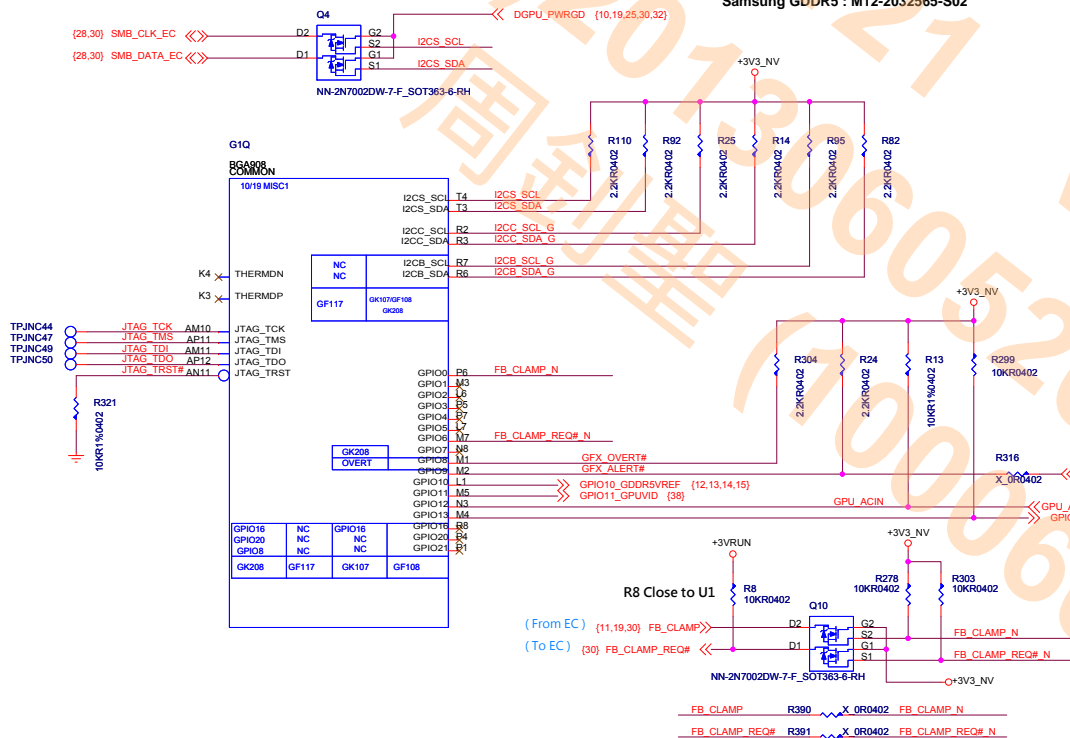 Samsung GDDR5 : M12-2032565-S02
Q4
DGPU_PWRGD {10,19,25,30,32}
{28,30} SMB_CLK_EC
D2
G2
S2
I2CS_SCL
{28,30} SMB_DATA_EC
D1
G1
S1
I2CS_SDA
NN-2N7002DW-7-F_SOT363-6-RH
+3V3_NV
R110
2.2KR0402
R92
2.2KR0402
R25
2.2KR0402
R14
2.2KR0402
R95
2.2KR0402
R82
2.2KR0402
G1Q
BGA908
COMMON
10/19 MISC1
I2CS_SCL T4 I2CS_SCL
I2CS_SDA T3 I2CS_SDA
I2CC_SCL R2 I2CC_SCL_G
I2CC_SDA R3 I2CC_SDA_G
I2CB_SCL R7 I2CB_SCL_G
I2CB_SDA R6 I2CB_SDA_G
NC
NC
GF117
GK107/GF108
GK208
K4 THERMDN
K3 THERMDP
TPJNC44 JTAG_TCK AM10 JTAG_TCK
TPJNC47 JTAG_TMS AP11 JTAG_TMS
TPJNC49 JTAG_TDI AM11 JTAG_TDI
TPJNC50 JTAG_TDO AP12 JTAG_TDO
JTAG_TRST# AN11 JTAG_TRST
R321
10KR1%0402
GPIO0 P6 FB_CLAMP_N
GPIO1 M3
GPIO2 L6
GPIO3 P5
GPIO4 P7
GPIO5 L7
GPIO6 M7 FB_CLAMP_REQ#_N
GPIO7 N8
GPIO8 M1 GFX_OVERT#
GPIO9 M2 GFX_ALERT#
GPIO10 L1 GPIO10_GDDR5VREF {12,13,14,15}
GPIO11 M5 GPIO11_GPUVID {38}
GPIO12 N3 GPU_ACIN
GPIO13 M4
GPIO16 R8
GPIO20 P4
GPIO21 P1
GK208
OVERT
GPIO16 NC GPIO16
GPIO20 NC NC
GPIO8 NC NC
GK208 GF117 GK107 GF108
+3V3_NV
R304
2.2KR0402
R24
2.2KR0402
R13
10KR1%0402
R299
10KR0402
R316
X_0R0402
+3VRUN
+3V3_NV
R8 Close to U1
R8
10KR0402
R278
10KR0402
R303
10KR0402
Q10
( From EC ) {11,19,30} FB_CLAMP
D2
G2
S2
FB_CLAMP_N
( To EC ) {30} FB_CLAMP_REQ#
D1
G1
S1
FB_CLAMP_REQ#_N
NN-2N7002DW-7-F_SOT363-6-RH
+3V3_NV
FB_CLAMP R390 X_0R0402 FB_CLAMP_N
FB_CLAMP_REQ# R391 X_0R0402 FB_CLAMP_REQ#_N